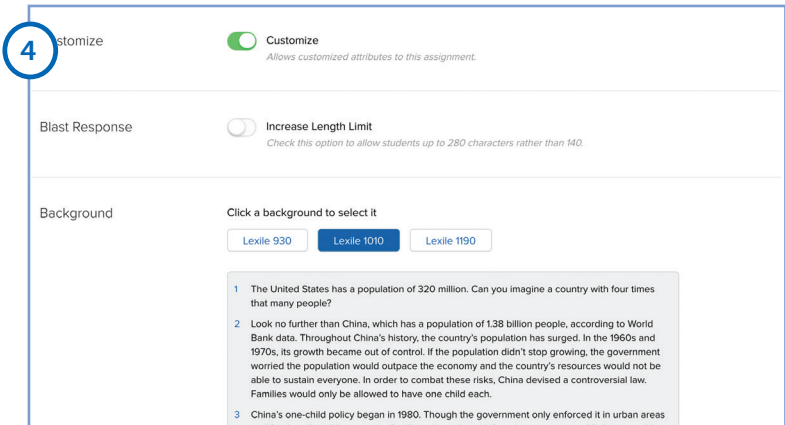 4
stomize
Customize
Allows customized attributes to this assignment.
Blast Response
Increase Length Limit
Check this option to allow students up to 280 characters rather than 140.
Background
Click a background to select it
Lexile 930 Lexile 1010 Lexile 1190
1 The United States has a population of 320 million. Can you imagine a country with four times
that many people?
2 Look no further than China, which has a population of 1.38 billion people, according to World
Bank data. Throughout China's history, the country's population has surged. In the 1960s and
1970s, its growth became out of control. If the population didn't stop growing, the government
worried the population would outpace the economy and the country's resources would not be
able to sustain everyone. In order to combat these risks, China devised a controversial law.
Families would only be allowed to have one child each.
3 China's one-child policy began in 1980. Though the government only enforced it in urban areas